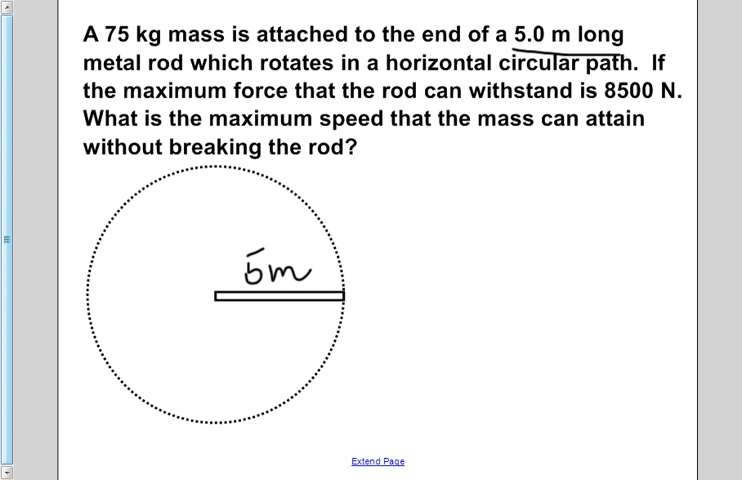 A 75 kg mass is attached to the end of a 5.0 m long
metal rod which rotates in a horizontal circular path. If
the maximum force that the rod can withstand is 8500 N.
What is the maximum speed that the mass can attain
without breaking the rod?
5m
Extend Page